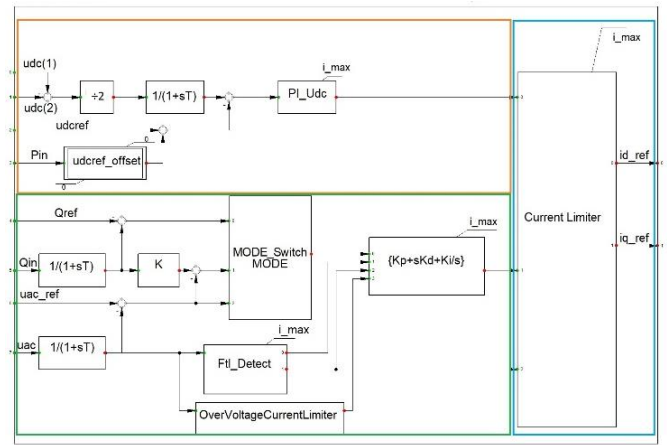 i_max
udc(1)
i_max
÷2
1/(1+sT)
PI_Udc
udc(2)
udcref
0
Pin
udcref_offset
0
id_ref
Current Limiter
iq_ref
Qref
i_max
MODE_Switch
MODE
Qin
1/(1+sT)
K
{Kp+sKd+Ki/s}
uac_ref
i_max
uac
1/(1+sT)
Ftl_Detect
OverVoltageCurrentLimiter